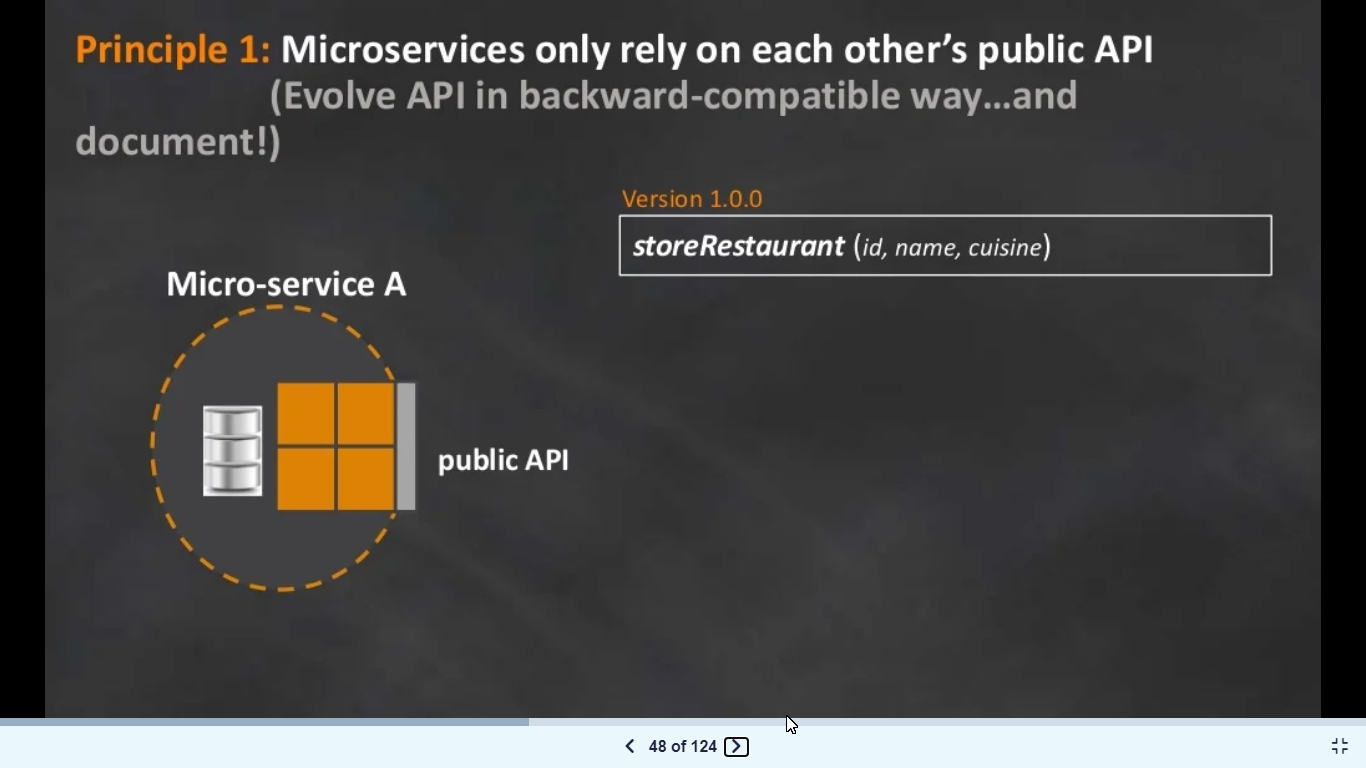 Principle 1: Microservices only rely on each other’s public API
(Evolve API in backward-compatible way…and
document!)
Version 1.0.0
storeRestaurant (id, name, cuisine)
Micro-service A
public API
48 of 124